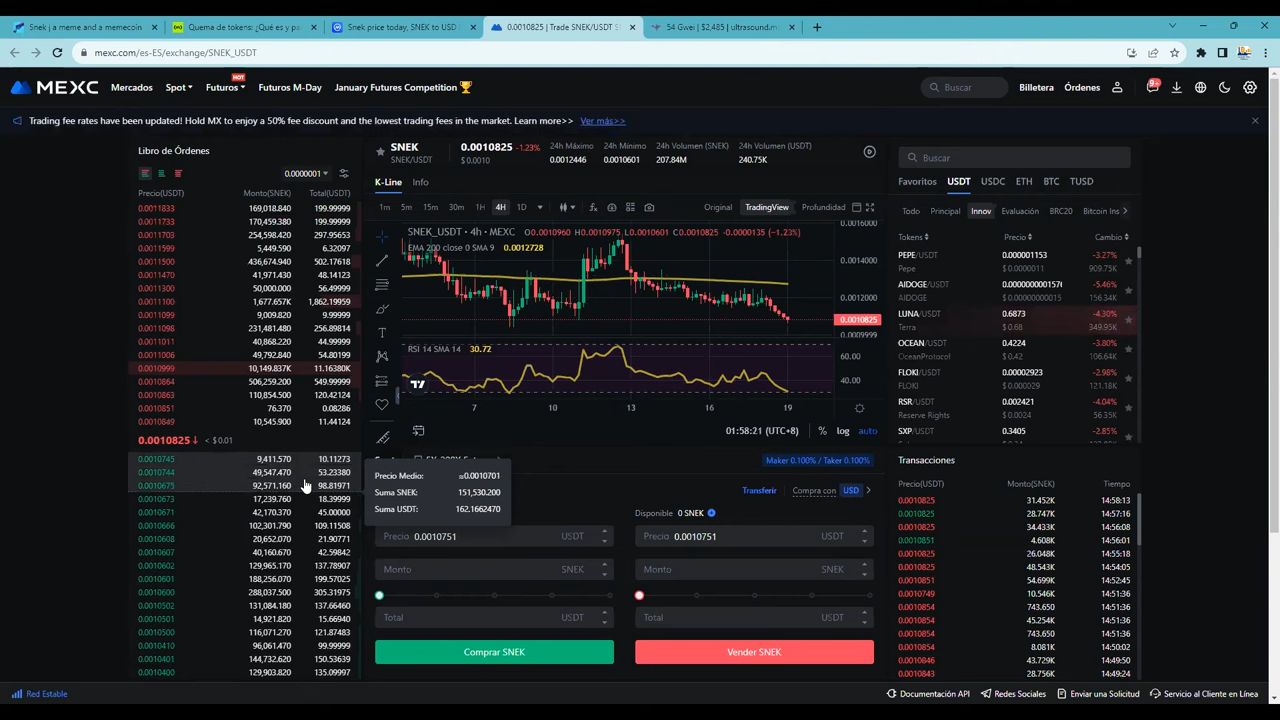 Snek | a meme and a memecoin
Quema de tokens: ¿Qué es y pa
Snek price today, SNEK to USD
0.0010825 | Trade SNEK/USDT S
54 Gwei | $2,485 | ultrasound.m
mexc.com/es-ES/exchange/SNEK_USDT
MEXC
Mercados Spot Futuros HOT Futuros M-Day January Futures Competition
Buscar
Billetera Órdenes 9+
Trading fee rates have been updated! Hold MX to enjoy a 50% fee discount and the lowest trading fees in the market. Learn more>> Ver más>>
Libro de Órdenes
0.0000001
Precio(USDT) Monto(SNEK) Total(USDT)
0.0011833 169,018.840 199.99999
0.0011733 170,459.380 199.99999
0.0011700 254,598.460 297.95653
0.0011599 5,449.590 6.32097
0.0011500 436,674.940 502.17618
0.0011470 41,971.430 48.14123
0.0011300 50,000.000 56.49999
0.0011100 1,677.657K 1,862.19959
0.0011099 9,009.820 9.99999
0.0011098 231,481.480 256.89814
0.0011011 40,868.220 44.99999
0.0011006 49,792.840 54.80199
0.0010999 10,149.837K 11.16380K
0.0010864 506,259.200 549.99999
0.0010863 110,854.500 120.42124
0.0010851 76.370 0.08286
0.0010849 10,545.900 11.44124
0.0010825↓ < $ 0.01
0.0010745 9,411.570 10.11273
0.0010744 49,547.470 53.23380
0.0010675 92,571.160 98.81971
0.0010673 17,239.760 18.39999
0.0010671 42,170.370 45.00000
0.0010666 102,301.790 109.11508
0.0010608 20,652.070 21.90771
0.0010607 40,160.670 42.59842
0.0010602 129,965.170 137.78907
0.0010601 188,256.070 199.57025
0.0010600 288,037.500 305.31975
0.0010502 131,084.180 137.66460
0.0010501 14,921.820 15.66940
0.0010500 116,071.270 121.87483
0.0010410 96,061.470 99.99999
0.0010401 144,732.620 150.53639
0.0010400 129,903.820 135.09997
SNEK 0.0010825 -1.23% 24h Máximo 24h Mínimo 24h Volumen (SNEK) 24h Volumen (USDT)
SNEK/USDT $ 0.0010 0.0012446 0.0010601 207.84M 240.75K
K-Line Info
1m 5m 15m 30m 1H 4H 1D Original TradingView Profundidad
SNEK_USDT · 4h · MEXC O0.0010960 H0.0010975 L0.0010601 C0.0010825 -0.0000135 (-1.23%)
EMA 200 close 0 SMA 9 0.0012728
0.0016000
0.0014000
0.0012000
0.0010825
0.0009999
RSI 14 SMA 14 30.72
60.00
40.00
7 10 13 16 19
01:58:21 (UTC+8) % log auto
Maker 0.100% / Taker 0.100%
Precio Medio: ≈0.0010701
Suma SNEK: 151,530.200
Suma USDT: 162.1662470
Transferir Compra con USD
Disponible 0 SNEK
Precio 0.0010751 USDT
Monto SNEK
Total USDT
Comprar SNEK
Precio 0.0010751 USDT
Monto SNEK
Total USDT
Vender SNEK
Buscar
Favoritos USDT USDC ETH BTC TUSD
Todo Principal Innov Evaluación BRC20 Bitcoin Ins
Tokens Precio Cambio
PEPE/USDT 0.000001153 -3.27%
Pepe $ 0.0000011 909.75K
AIDOGE/USDT 0.0000000001576 -5.46%
AIDOGE $ 0.00000000015 156.34K
LUNA/USDT 0.6873 -4.30%
Terra $ 0.68 349.93K
OCEAN/USDT 0.4224 -3.80%
OceanProtocol $ 0.42 106.64K
FLOKI/USDT 0.00002923 -2.98%
FLOKI $ 0.000029 121.18K
RSR/USDT 0.002421 -4.04%
Reserve Rights $ 0.0024 56.35K
SXP/USDT 0.3405 -2.85%
Transacciones
Precio(USDT) Monto(SNEK) Tiempo
0.0010825 31.452K 14:57:16
0.0010825 28.747K 14:57:16
0.0010825 34.433K 14:56:08
0.0010851 4.608K 14:56:01
0.0010825 26.048K 14:55:18
0.0010825 48.543K 14:54:05
0.0010851 54.699K 14:52:45
0.0010749 10.546K 14:51:36
0.0010854 743.650 14:51:36
0.0010854 45.254K 14:51:36
0.0010854 743.650 14:51:36
0.0010854 8.081K 14:50:02
0.0010846 43.729K 14:49:50
0.0010843 28.756K 14:49:24
Red Estable
Documentación API Redes Sociales Enviar una Solicitud Servicio al Cliente en Línea